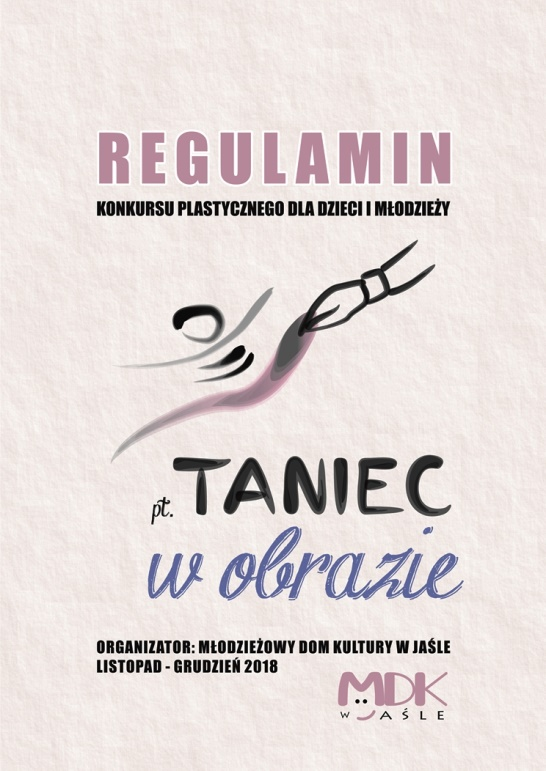 REGULAMIN
KONKURSU PLASTYCZNEGO DLA DZIECI I MŁODZIEŻY
pt. TANIEC
w obrazie
ORGANIZATOR: MŁODZIEŻOWY DOM KULTURY W JAŚLE
LISTOPAD - GRUDZIEŃ 2018
MDK
W JAŚLE